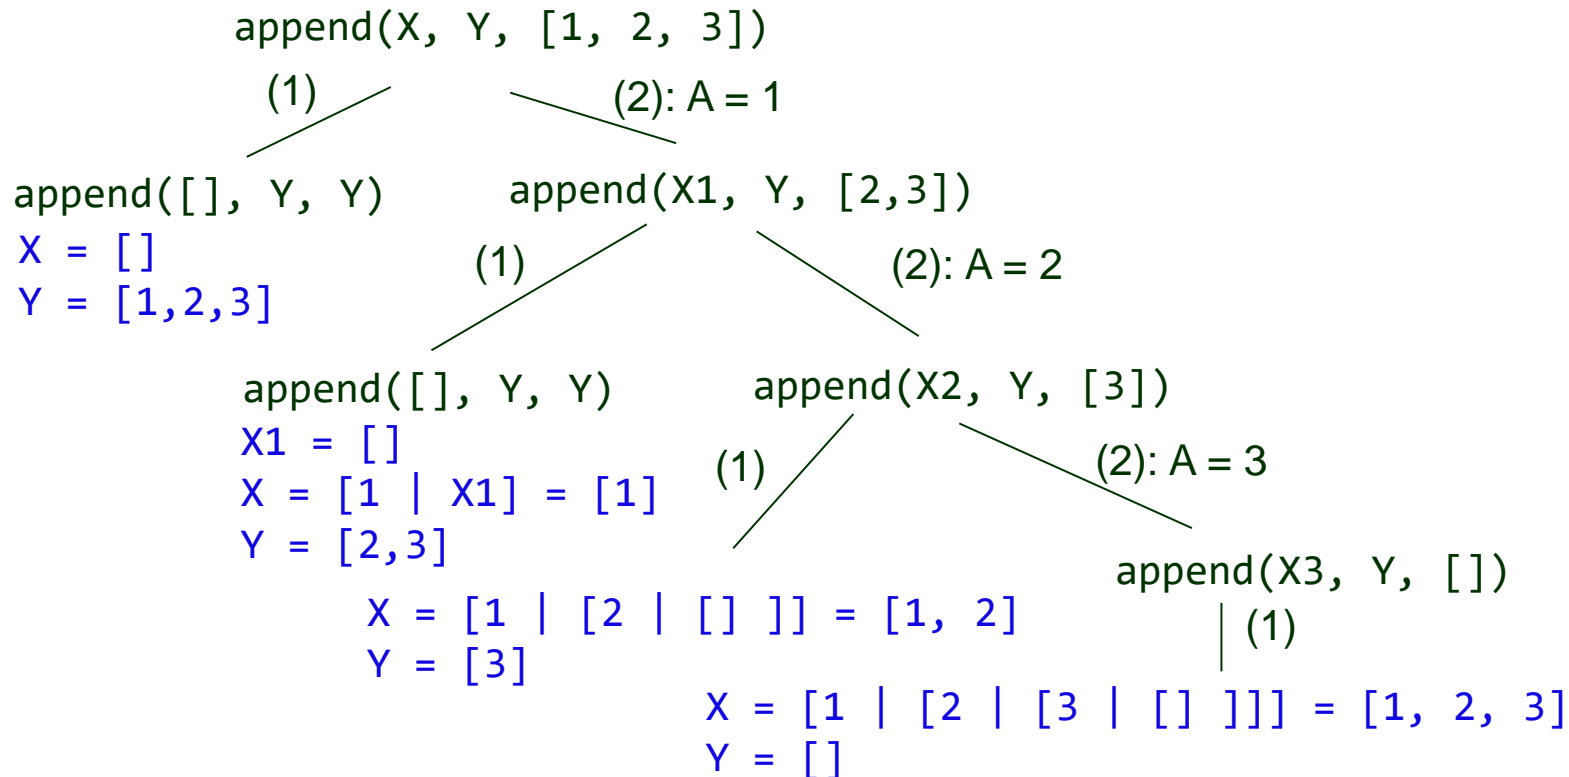 append(X, Y, [1, 2, 3])
(1)
(2): A = 1
append([], Y, Y)
X = []
Y = [1,2,3]
append(X1, Y, [2,3])
(1)
(2): A = 2
append([], Y, Y)
X1 = []
X = [1 | X1] = [1]
Y = [2,3]
append(X2, Y, [3])
(1)
(2): A = 3
X = [1 | [2 | [] ]] = [1, 2]
Y = [3]
append(X3, Y, [])
(1)
X = [1 | [2 | [3 | [] ]]] = [1, 2, 3]
Y = []